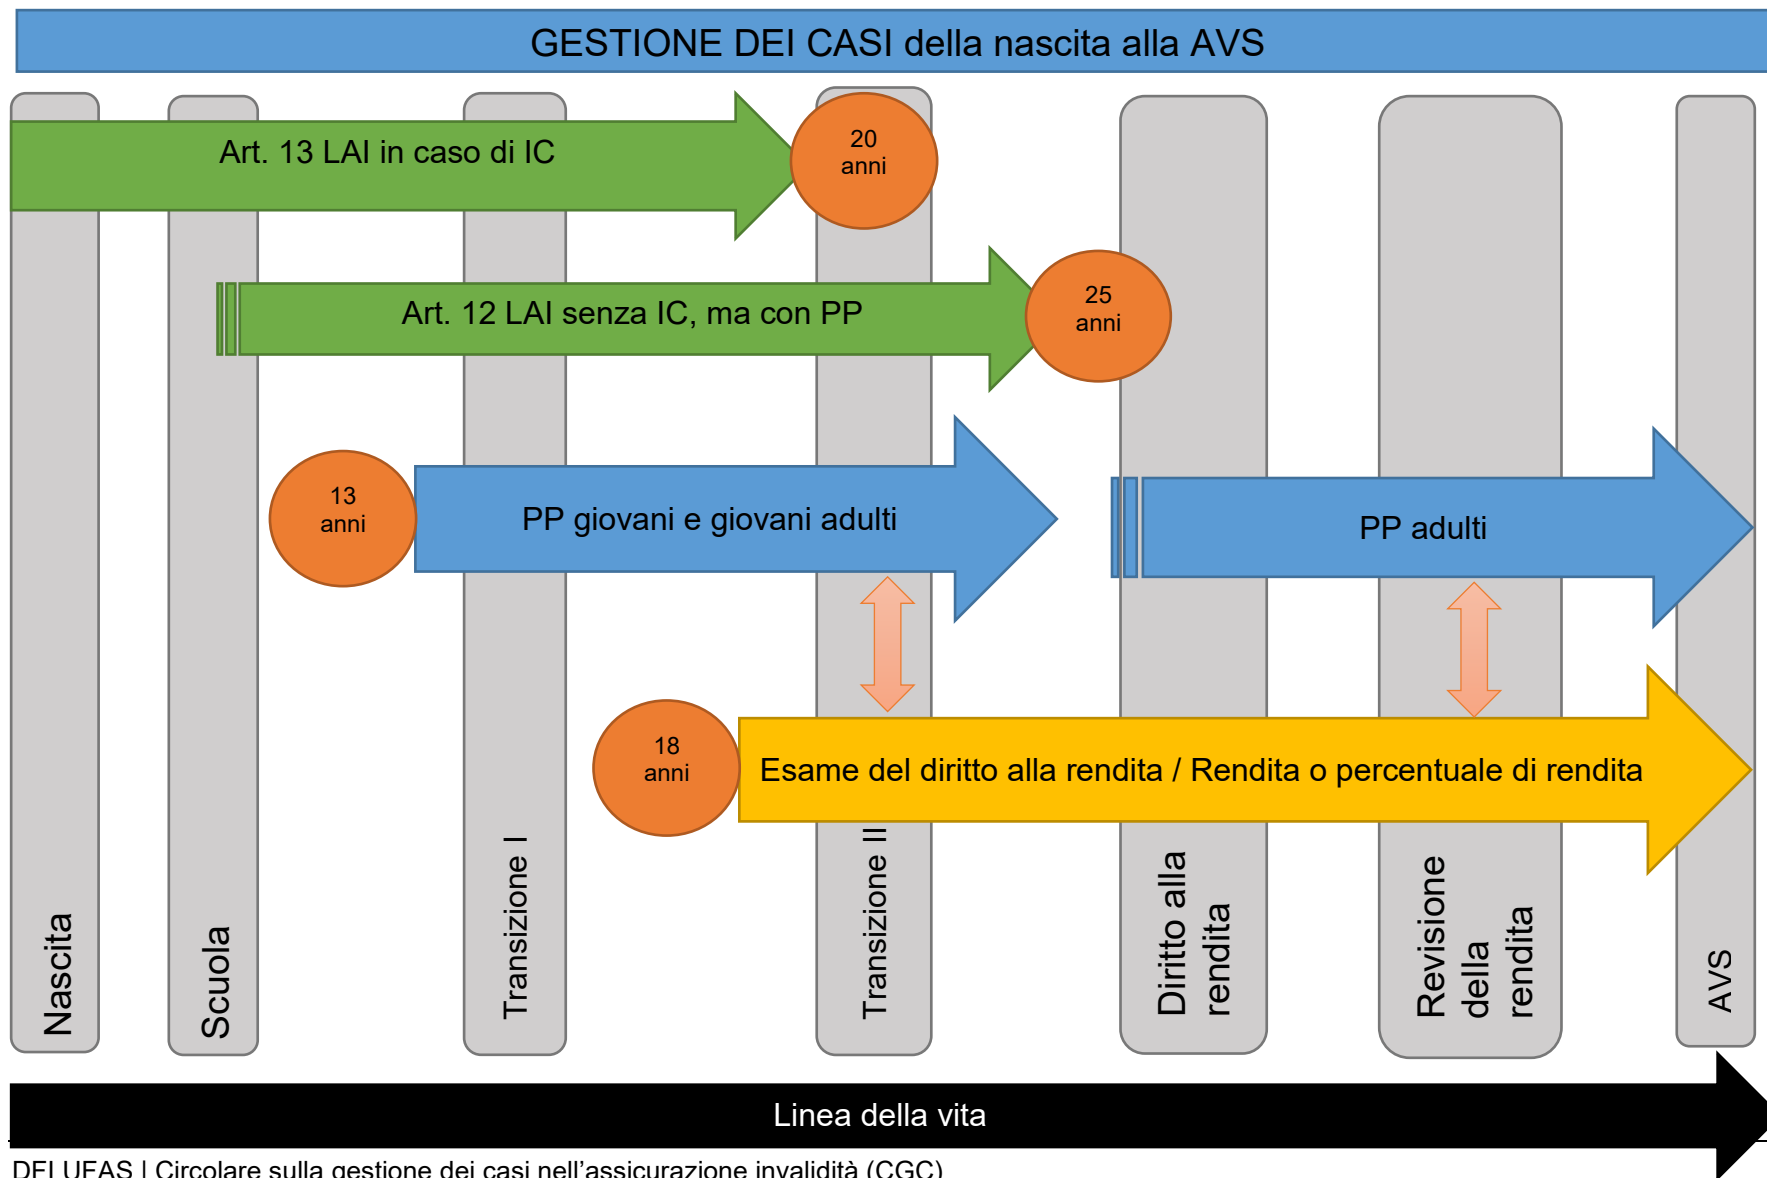 GESTIONE DEI CASI della nascita alla AVS
Art. 13 LAI in caso di IC
20
anni
Art. 12 LAI senza IC, ma con PP
25
anni
13
anni
PP giovani e giovani adulti
PP adulti
18
anni
Esame del diritto alla rendita / Rendita o percentuale di rendita
Nascita
Scuola
Transizione I
Transizione II
Diritto alla
rendita
Revisione
della
rendita
AVS
Linea della vita
DFI UFAS | Circolare sulla gestione dei casi nell'assicurazione invalidità (CGC)